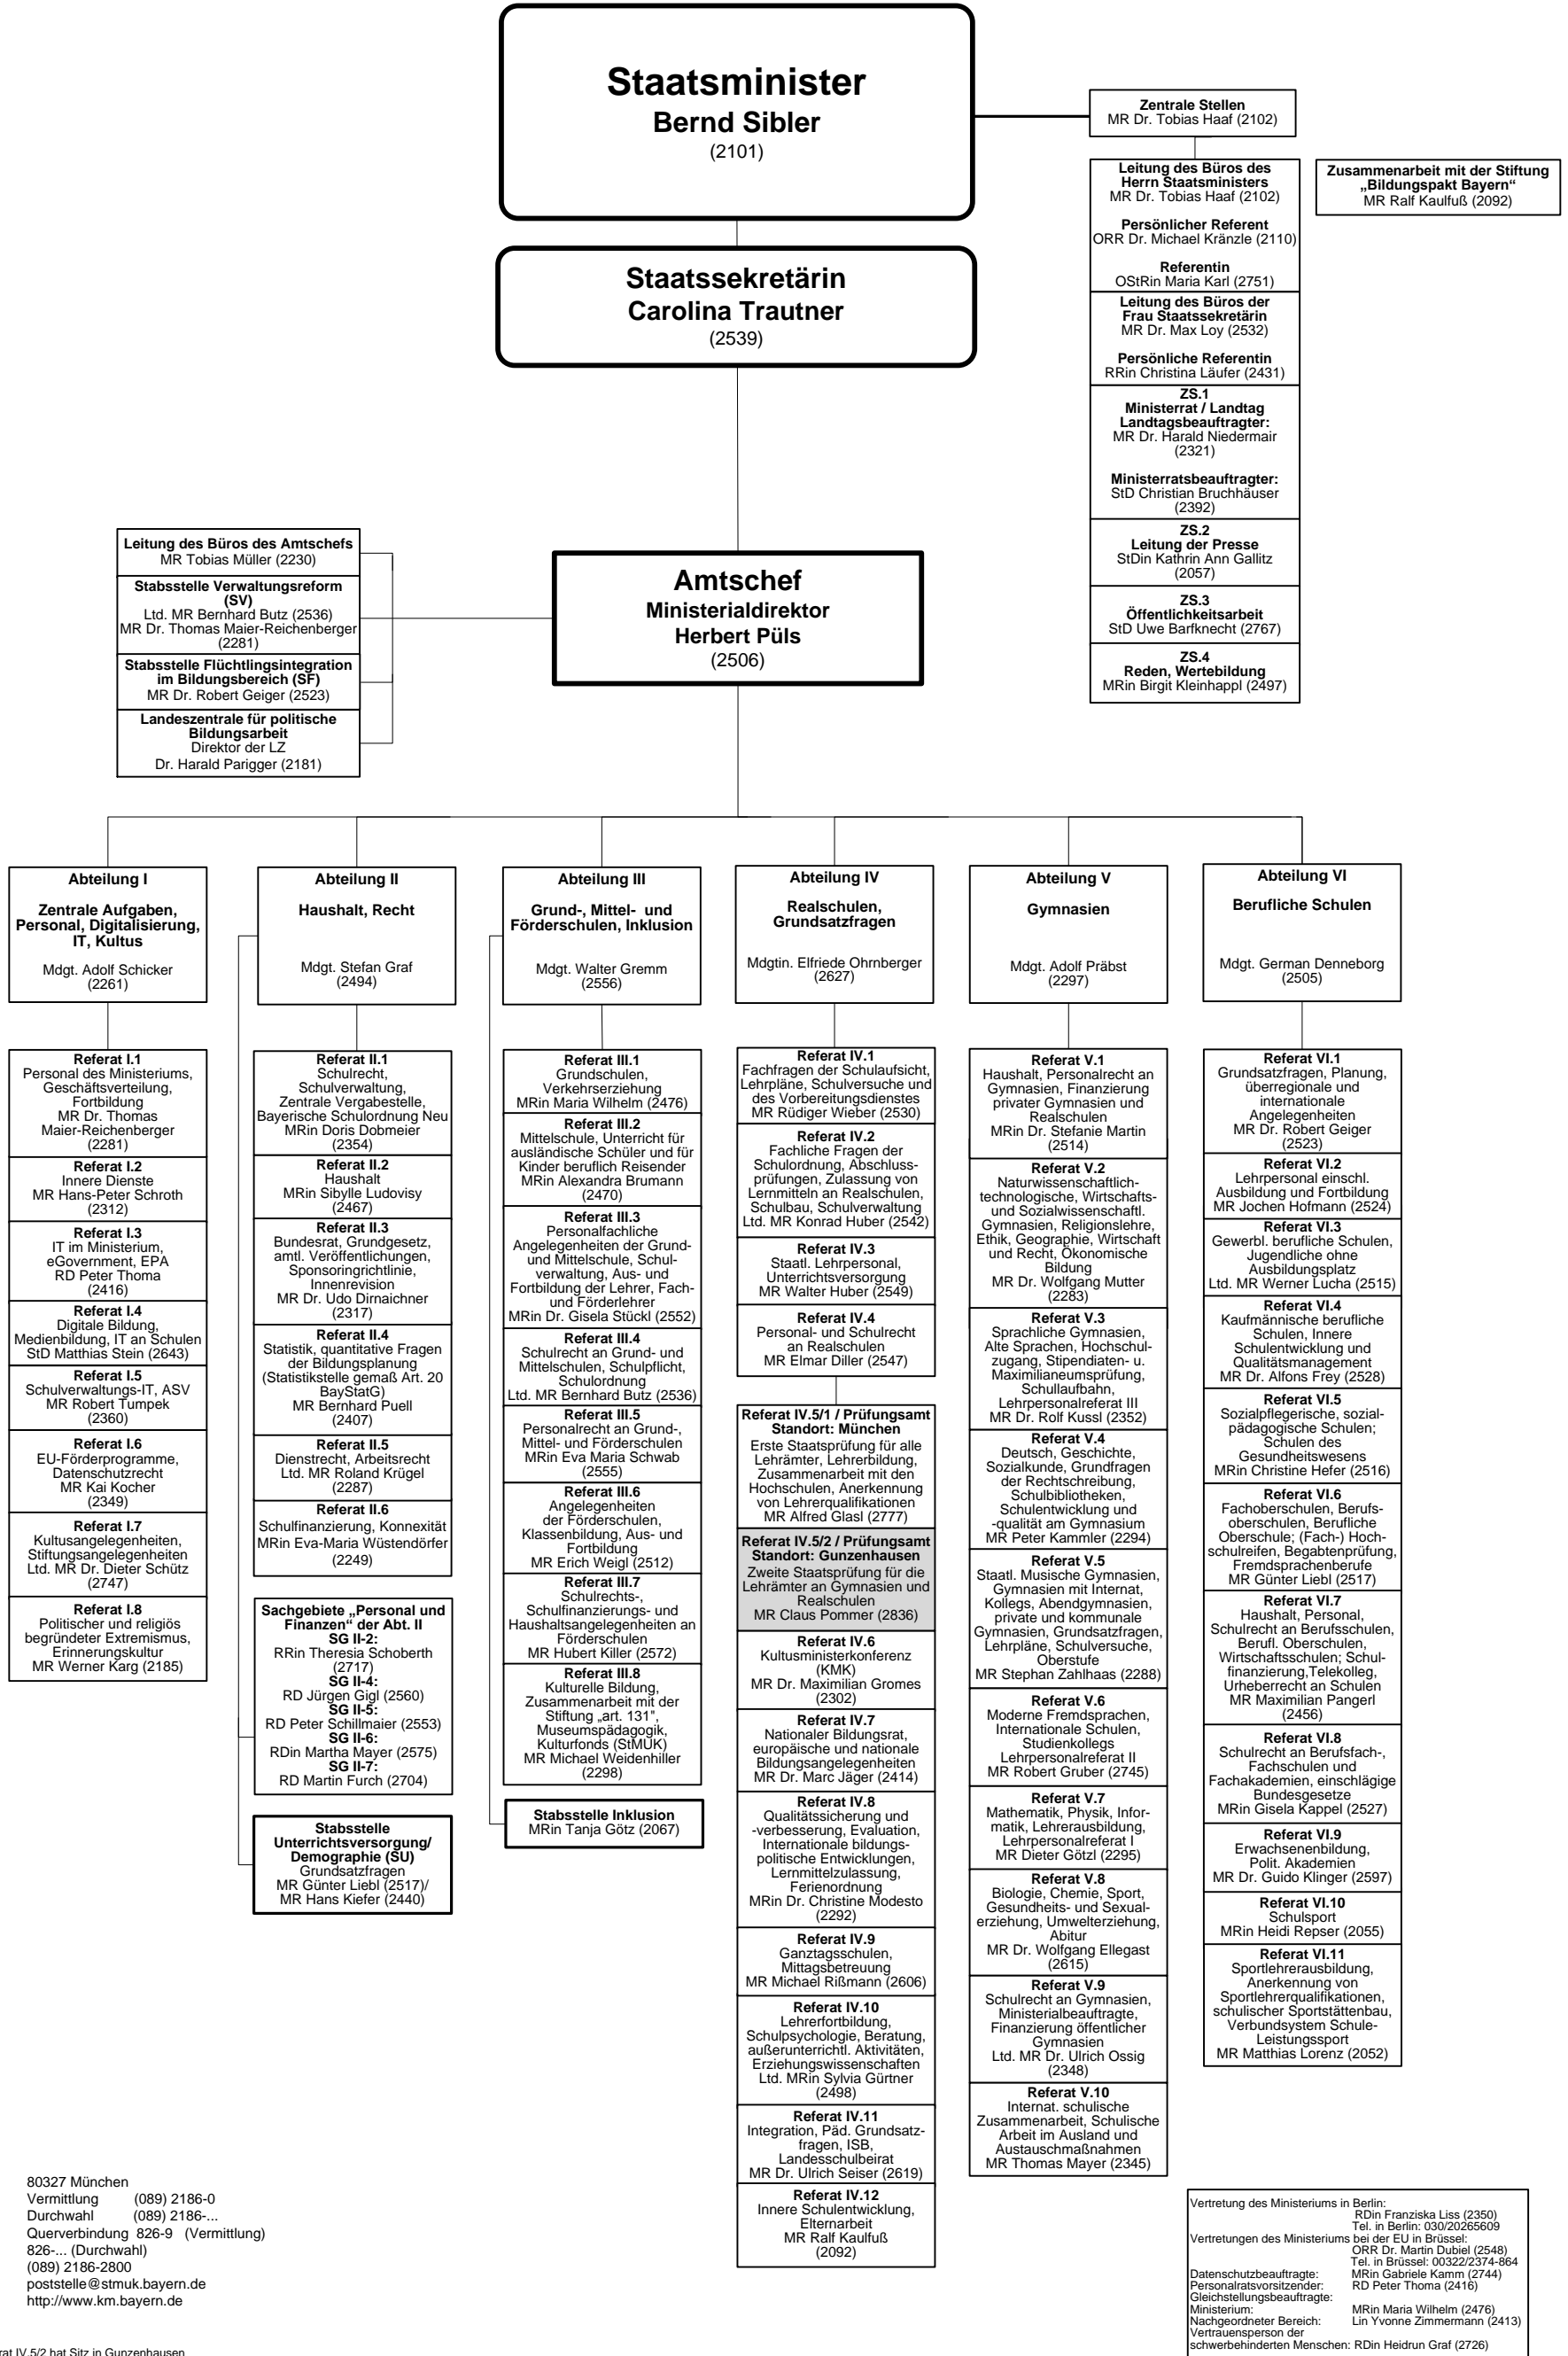 Staatsminister
Bernd Sibler
(2101)
Zentrale Stellen
MR Dr. Tobias Haaf (2102)
Leitung des Büros des
Herrn Staatsministers
MR Dr. Tobias Haaf (2102)
Persönlicher Referent
ORR Dr. Michael Kränzle (2110)
Referentin
OStRin Maria Karl (2751)
Leitung des Büros der
Frau Staatssekretärin
MR Dr. Max Loy (2532)
Persönliche Referentin
RRin Christina Läufer (2431)
ZS.1
Ministerrat / Landtag
Landtagsbeauftragter:
MR Dr. Harald Niedermair
(2321)
Ministerratsbeauftragter:
StD Christian Bruchhäuser
(2392)
ZS.2
Leitung der Presse
StDin Kathrin Ann Gallitz
(2057)
ZS.3
Öffentlichkeitsarbeit
StD Uwe Barfknecht (2767)
ZS.4
Reden, Wertebildung
MRin Birgit Kleinhappl (2497)
Zusammenarbeit mit der Stiftung
„Bildungspakt Bayern“
MR Ralf Kaulfuß (2092)
Staatssekretärin
Carolina Trautner
(2539)
Leitung des Büros des Amtschefs
MR Tobias Müller (2230)
Stabsstelle Verwaltungsreform
(SV)
Ltd. MR Bernhard Butz (2536)
MR Dr. Thomas Maier-Reichenberger
(2281)
Stabsstelle Flüchtlingsintegration
im Bildungsbereich (SF)
MR Dr. Robert Geiger (2523)
Landeszentrale für politische
Bildungsarbeit
Direktor der LZ
Dr. Harald Parigger (2181)
Amtschef
Ministerialdirektor
Herbert Püls
(2506)
Abteilung I
Zentrale Aufgaben,
Personal, Digitalisierung,
IT, Kultus
Mdgt. Adolf Schicker
(2261)
Referat I.1
Personal des Ministeriums,
Geschäftsverteilung,
Fortbildung
MR Dr. Thomas
Maier-Reichenberger
(2281)
Referat I.2
Innere Dienste
MR Hans-Peter Schroth
(2312)
Referat I.3
IT im Ministerium,
eGovernment, EPA
RD Peter Thoma
(2416)
Referat I.4
Digitale Bildung,
Medienbildung, IT an Schulen
StD Matthias Stein (2643)
Referat I.5
Schulverwaltungs-IT, ASV
MR Robert Tumpek
(2360)
Referat I.6
EU-Förderprogramme,
Datenschutzrecht
MR Kai Kocher
(2349)
Referat I.7
Kultusangelegenheiten,
Stiftungsangelegenheiten
Ltd. MR Dr. Dieter Schütz
(2747)
Referat I.8
Politischer und religiös
begründeter Extremismus,
Erinnerungskultur
MR Werner Karg (2185)
Abteilung II
Haushalt, Recht
Mdgt. Stefan Graf
(2494)
Referat II.1
Schulrecht,
Schulverwaltung,
Zentrale Vergabestelle,
Bayerische Schulordnung Neu
MRin Doris Dobmeier
(2354)
Referat II.2
Haushalt
MRin Sibylle Ludovisy
(2467)
Referat II.3
Bundesrat, Grundgesetz,
amtl. Veröffentlichungen,
Sponsoringrichtlinie,
Innenrevision
MR Dr. Udo Dirnaichner
(2317)
Referat II.4
Statistik, quantitative Fragen
der Bildungsplanung
(Statistikstelle gemäß Art. 20
BayStatG)
MR Bernhard Puell
(2407)
Referat II.5
Dienstrecht, Arbeitsrecht
Ltd. MR Roland Krügel
(2287)
Referat II.6
Schulfinanzierung, Konnexität
MRin Eva-Maria Wüstendörfer
(2249)
Sachgebiete „Personal und
Finanzen“ der Abt. II
SG II-2:
RRin Theresia Schoberth
(2717)
SG II-4:
RD Jürgen Gigl (2560)
SG II-5:
RD Peter Schillmaier (2553)
SG II-6:
RDin Martha Mayer (2575)
SG II-7:
RD Martin Furch (2704)
Stabsstelle
Unterrichtsversorgung/
Demographie (SU)
Grundsatzfragen
MR Günter Liebl (2517)/
MR Hans Kiefer (2440)
Abteilung III
Grund-, Mittel- und
Förderschulen, Inklusion
Mdgt. Walter Gremm
(2556)
Referat III.1
Grundschulen,
Verkehrserziehung
MRin Maria Wilhelm (2476)
Referat III.2
Mittelschule, Unterricht für
ausländische Schüler und für
Kinder beruflich Reisender
MRin Alexandra Brumann
(2470)
Referat III.3
Personalfachliche
Angelegenheiten der Grund-
und Mittelschule, Schul-
verwaltung, Aus- und
Fortbildung der Lehrer, Fach-
und Förderlehrer
MRin Dr. Gisela Stückl (2552)
Referat III.4
Schulrecht an Grund- und
Mittelschulen, Schulpflicht,
Schulordnung
Ltd. MR Bernhard Butz (2536)
Referat III.5
Personalrecht an Grund-,
Mittel- und Förderschulen
MRin Eva Maria Schwab
(2555)
Referat III.6
Angelegenheiten
der Förderschulen,
Klassenbildung, Aus- und
Fortbildung
MR Erich Weigl (2512)
Referat III.7
Schulrechts-,
Schulfinanzierungs- und
Haushaltsangelegenheiten an
Förderschulen
MR Hubert Killer (2572)
Referat III.8
Kulturelle Bildung,
Zusammenarbeit mit der
Stiftung „art. 131“,
Museumspädagogik,
Kulturfonds (StMUK)
MR Michael Weidenhiller
(2298)
Stabsstelle Inklusion
MRin Tanja Götz (2067)
Abteilung IV
Realschulen,
Grundsatzfragen
Mdgtin. Elfriede Ohrnberger
(2627)
Referat IV.1
Fachfragen der Schulaufsicht,
Lehrpläne, Schulversuche und
des Vorbereitungsdienstes
MR Rüdiger Wieber (2530)
Referat IV.2
Fachliche Fragen der
Schulordnung, Abschluss-
prüfungen, Zulassung von
Lernmitteln an Realschulen,
Schulbau, Schulverwaltung
Ltd. MR Konrad Huber (2542)
Referat IV.3
Staatl. Lehrpersonal,
Unterrichtsversorgung
MR Walter Huber (2549)
Referat IV.4
Personal- und Schulrecht
an Realschulen
MR Elmar Diller (2547)
Referat IV.5/1 / Prüfungsamt
Standort: München
Erste Staatsprüfung für alle
Lehrämter, Lehrerbildung,
Zusammenarbeit mit den
Hochschulen, Anerkennung
von Lehrerqualifikationen
MR Alfred Glasl (2777)
Referat IV.5/2 / Prüfungsamt
Standort: Gunzenhausen
Zweite Staatsprüfung für die
Lehrämter an Gymnasien und
Realschulen
MR Claus Pommer (2836)
Referat IV.6
Kultusministerkonferenz
(KMK)
MR Dr. Maximilian Gromes
(2302)
Referat IV.7
Nationaler Bildungsrat,
europäische und nationale
Bildungsangelegenheiten
MR Dr. Marc Jäger (2414)
Referat IV.8
Qualitätssicherung und
-verbesserung, Evaluation,
Internationale bildungs-
politische Entwicklungen,
Lernmittelzulassung,
Ferienordnung
MRin Dr. Christine Modesto
(2292)
Referat IV.9
Ganztagsschulen,
Mittagsbetreuung
MR Michael Rißmann (2606)
Referat IV.10
Lehrerfortbildung,
Schulpsychologie, Beratung,
außerunterrichtl. Aktivitäten,
Erziehungswissenschaften
Ltd. MRin Sylvia Gürtner
(2498)
Referat IV.11
Integration, Päd. Grundsatz-
fragen, ISB,
Landesschulbeirat
MR Dr. Ulrich Seiser (2619)
Referat IV.12
Innere Schulentwicklung,
Elternarbeit
MR Ralf Kaulfuß
(2092)
Abteilung V
Gymnasien
Mdgt. Adolf Präbst
(2297)
Referat V.1
Haushalt, Personalrecht an
Gymnasien, Finanzierung
privater Gymnasien und
Realschulen
MRin Dr. Stefanie Martin
(2514)
Referat V.2
Naturwissenschaftlich-
technologische, Wirtschafts-
und Sozialwissenschaftl.
Gymnasien, Religionslehre,
Ethik, Geographie, Wirtschaft
und Recht, Ökonomische
Bildung
MR Dr. Wolfgang Mutter
(2283)
Referat V.3
Sprachliche Gymnasien,
Alte Sprachen, Hochschul-
zugang, Stipendiaten- u.
Maximilianeumsprüfung,
Schullaufbahn,
Lehrpersonalreferat III
MR Dr. Rolf Kussl (2352)
Referat V.4
Deutsch, Geschichte,
Sozialkunde, Grundfragen
der Rechtschreibung,
Schulbibliotheken,
Schulentwicklung und
-qualität am Gymnasium
MR Peter Kammler (2294)
Referat V.5
Staatl. Musische Gymnasien,
Gymnasien mit Internat,
Kollegs, Abendgymnasien,
private und kommunale
Gymnasien, Grundsatzfragen,
Lehrpläne, Schulversuche,
Oberstufe
MR Stephan Zahlhaas (2288)
Referat V.6
Moderne Fremdsprachen,
Internationale Schulen,
Studienkollegs
Lehrpersonalreferat II
MR Robert Gruber (2745)
Referat V.7
Mathematik, Physik, Infor-
matik, Lehrerausbildung,
Lehrpersonalreferat I
MR Dieter Götzl (2295)
Referat V.8
Biologie, Chemie, Sport,
Gesundheits- und Sexual-
erziehung, Umwelterziehung,
Abitur
MR Dr. Wolfgang Ellegast
(2615)
Referat V.9
Schulrecht an Gymnasien,
Ministerialbeauftragte,
Finanzierung öffentlicher
Gymnasien
Ltd. MR Dr. Ulrich Ossig
(2348)
Referat V.10
Internat. schulische
Zusammenarbeit, Schulische
Arbeit im Ausland und
Austauschmaßnahmen
MR Thomas Mayer (2345)
Abteilung VI
Berufliche Schulen
Mdgt. German Denneborg
(2505)
Referat VI.1
Grundsatzfragen, Planung,
überregionale und
internationale
Angelegenheiten
MR Dr. Robert Geiger
(2523)
Referat VI.2
Lehrpersonal einschl.
Ausbildung und Fortbildung
MR Jochen Hofmann (2524)
Referat VI.3
Gewerbl. berufliche Schulen,
Jugendliche ohne
Ausbildungsplatz
Ltd. MR Werner Lucha (2515)
Referat VI.4
Kaufmännische berufliche
Schulen, Innere
Schulentwicklung und
Qualitätsmanagement
MR Dr. Alfons Frey (2528)
Referat VI.5
Sozialpflegerische, sozial-
pädagogische Schulen;
Schulen des
Gesundheitswesens
MRin Christine Hefer (2516)
Referat VI.6
Fachoberschulen, Berufs-
oberschulen, Berufliche
Oberschule; (Fach-) Hoch-
schulreifen, Begabtenprüfung,
Fremdsprachenberufe
MR Günter Liebl (2517)
Referat VI.7
Haushalt, Personal,
Schulrecht an Berufsschulen,
Berufl. Oberschulen,
Wirtschaftsschulen; Schul-
finanzierung,Telekolleg,
Urheberrecht an Schulen
MR Maximilian Pangerl
(2456)
Referat VI.8
Schulrecht an Berufsfach-,
Fachschulen und
Fachakademien, einschlägige
Bundesgesetze
MRin Gisela Kappel (2527)
Referat VI.9
Erwachsenenbildung,
Polit. Akademien
MR Dr. Guido Klinger (2597)
Referat VI.10
Schulsport
MRin Heidi Repser (2055)
Referat VI.11
Sportlehrerausbildung,
Anerkennung von
Sportlehrerqualifikationen,
schulischer Sportstättenbau,
Verbundsystem Schule-
Leistungssport
MR Matthias Lorenz (2052)
80327 München
Vermittlung (089) 2186-0
Durchwahl (089) 2186-...
Querverbindung 826-9 (Vermittlung)
826-... (Durchwahl)
(089) 2186-2800
poststelle@stmuk.bayern.de
http://www.km.bayern.de
rat IV.5/2 hat Sitz in Gunzenhausen
Vertretung des Ministeriums in Berlin:
RDin Franziska Liss (2350)
Tel. in Berlin: 030/20265609
Vertretungen des Ministeriums bei der EU in Brüssel:
ORR Dr. Martin Dubiel (2548)
Tel. in Brüssel: 00322/2374-864
Datenschutzbeauftragte: MRin Gabriele Kamm (2744)
Personalratsvorsitzender: RD Peter Thoma (2416)
Gleichstellungsbeauftragte:
Ministerium: MRin Maria Wilhelm (2476)
Nachgeordneter Bereich: Lin Yvonne Zimmermann (2413)
Vertrauensperson der
schwerbehinderten Menschen: RDin Heidrun Graf (2726)